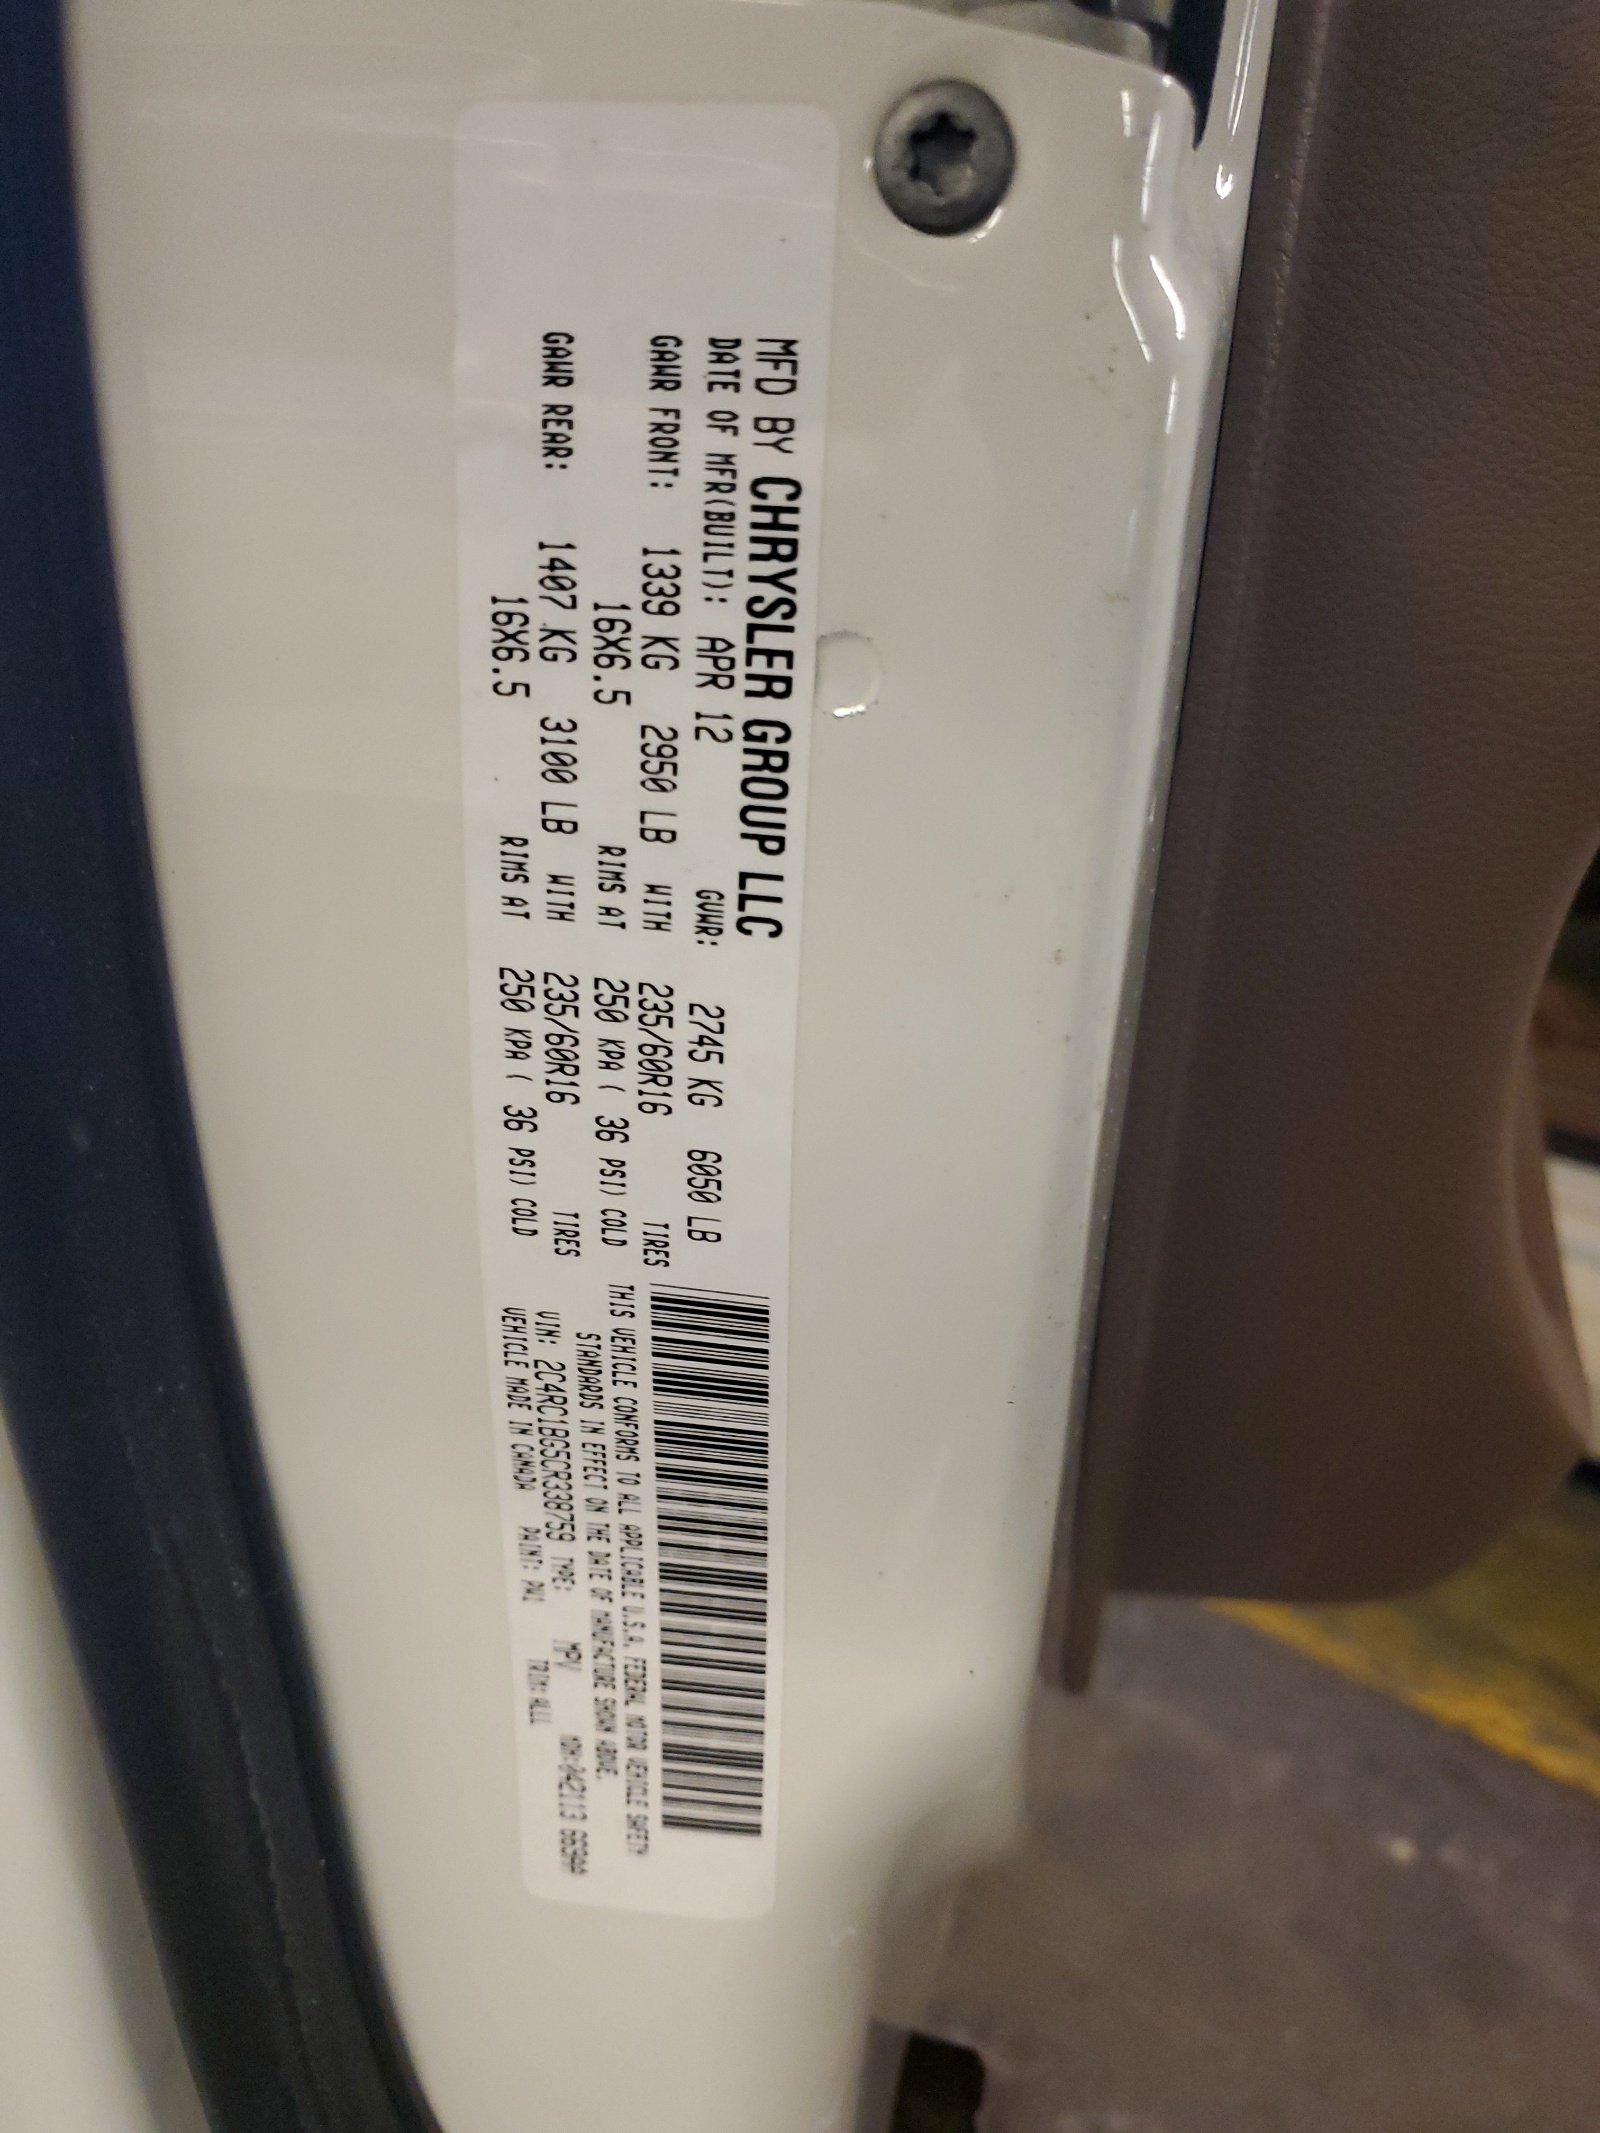 MFD BY CHRYSLER GROUP LLC
DATE OF MFR(BUILT): APR 12 GVWR: 2745 KG 6050 LB
GAWR FRONT: 1339 KG 2950 LB WITH 235/60R16 TIRES
16X6.5 RIMS AT 250 KPA ( 36 PSI) COLD
GAWR REAR: 1407 KG 3100 LB WITH 235/60R16 TIRES
16X6.5 RIMS AT 250 KPA ( 36 PSI) COLD
THIS VEHICLE CONFORMS TO ALL APPLICABLE U.S.A. FEDERAL MOTOR VEHICLE SAFETY
STANDARDS IN EFFECT ON THE DATE OF MANUFACTURE SHOWN ABOVE.
VIN: 2C4RC1BG5CR338759 TYPE: MPV MDH:042113 669AA
VEHICLE MADE IN CANADA PAINT: PW1 TRIM: